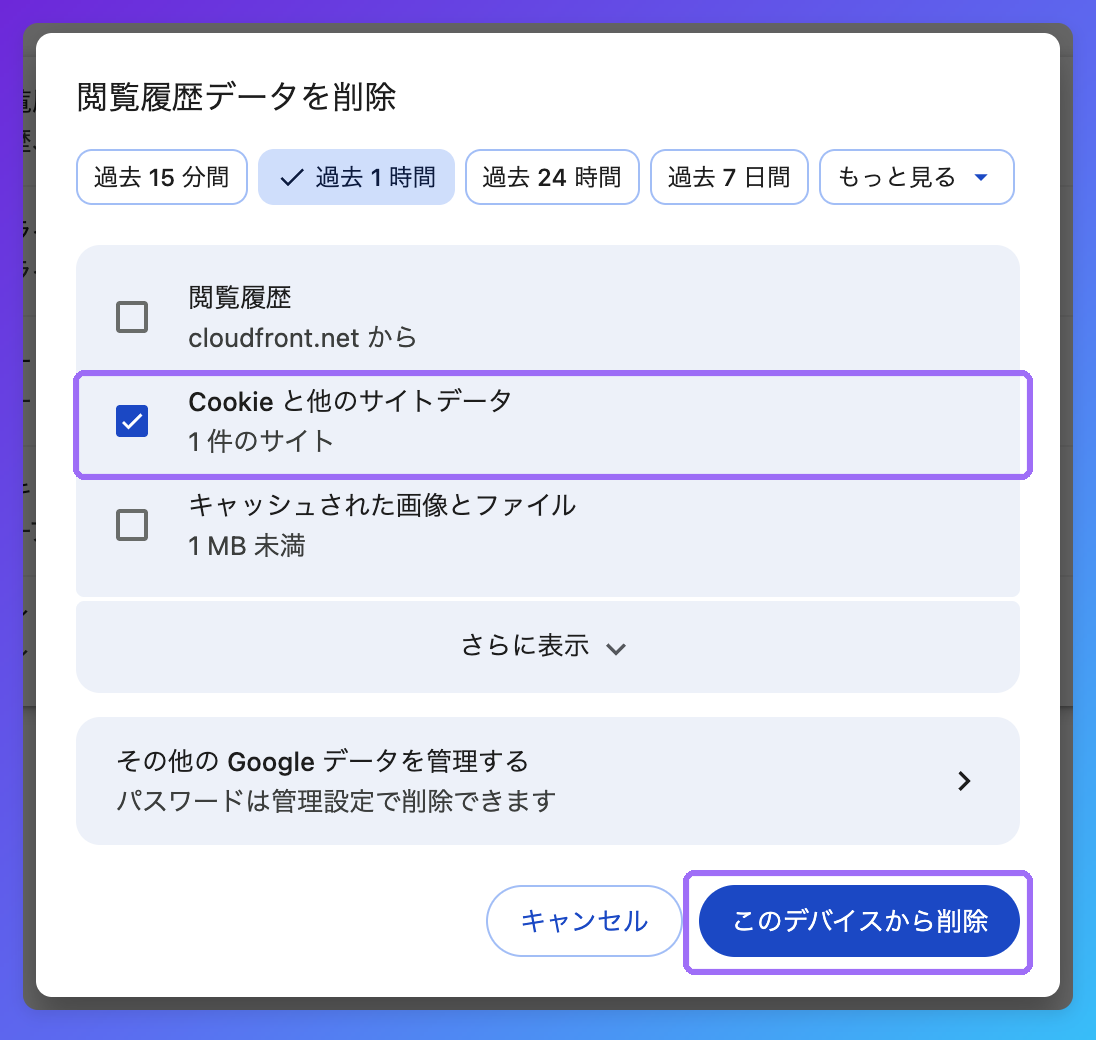 閲覧履歴データを削除
過去 15 分間
過去 1 時間
過去 24 時間
過去 7 日間
もっと見る
閲覧履歴
cloudfront.net から
Cookie と他のサイトデータ
1 件のサイト
キャッシュされた画像とファイル
1 MB 未満
さらに表示
その他の Google データを管理する
パスワードは管理設定で削除できます
キャンセル
このデバイスから削除